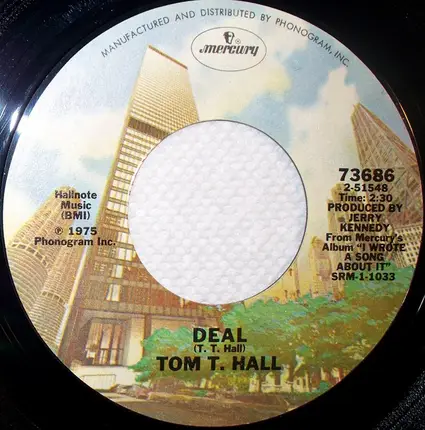 MANUFACTURED AND DISTRIBUTED BY PHONOGRAM, INC.
mercury
®
73686
2-51548
Time: 2:30
PRODUCED BY
JERRY
KENNEDY
From Mercury's
Album "I WROTE
A SONG
ABOUT IT"
SRM-1-1033
Hallnote
Music
(BMI)
℗ 1975
Phonogram Inc.
DEAL
(T. T. Hall)
TOM T. HALL